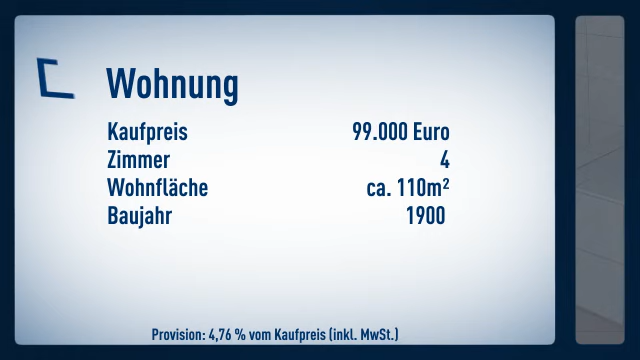 Wohnung
Kaufpreis 99.000 Euro
Zimmer 4
Wohnfläche ca. 110m²
Baujahr 1900
Provision: 4,76 % vom Kaufpreis (inkl. MwSt.)